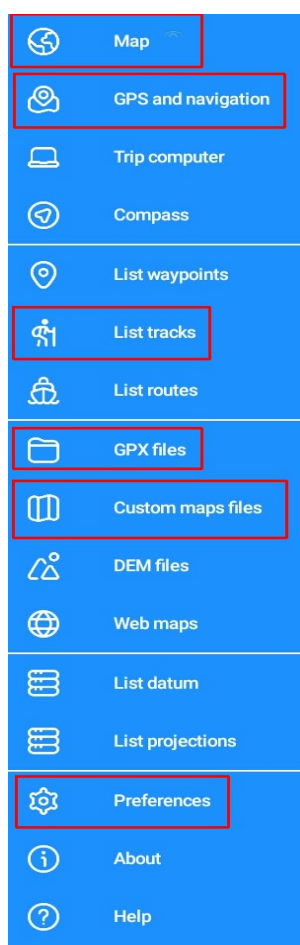 Map
GPS and navigation
Trip computer
Compass
List waypoints
List tracks
List routes
GPX files
Custom maps files
DEM files
Web maps
List datum
List projections
Preferences
About
Help